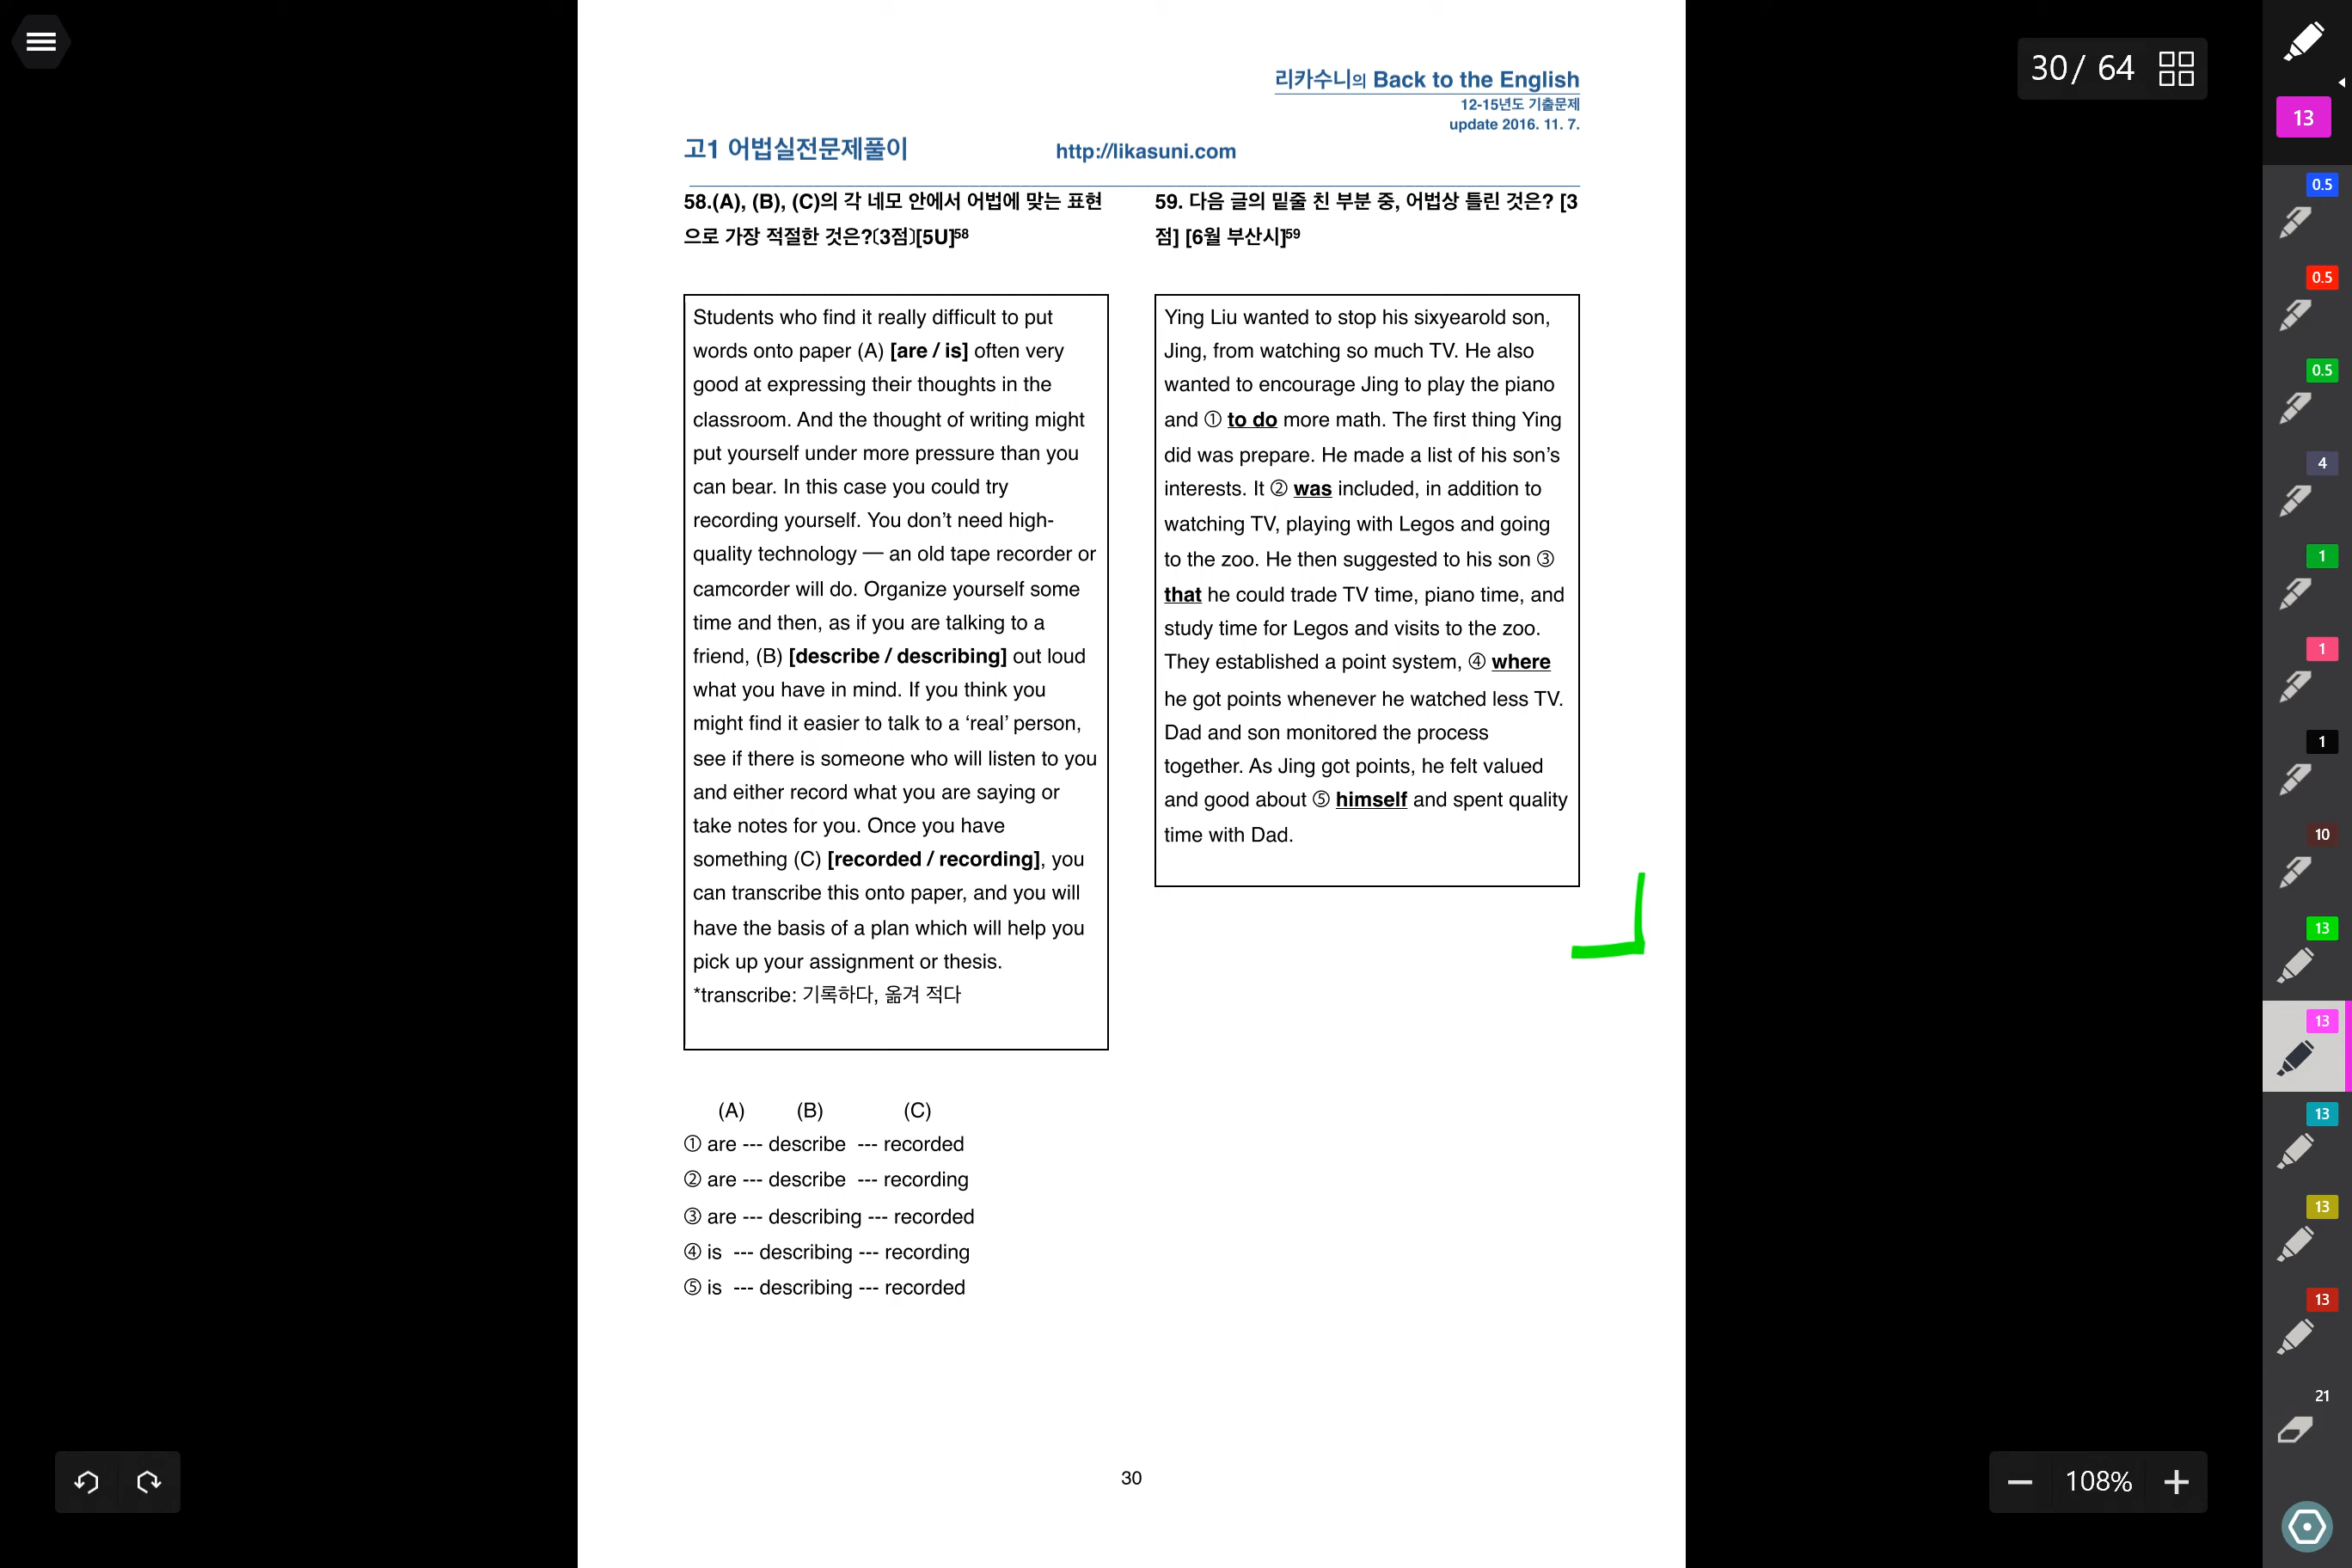 30/ 64
13
리카수니의 Back to the English
12-15년도 기출문제
update 2016. 11. 7.
고1 어법실전문제풀이 http://likasuni.com
58.(A), (B), (C)의 각 네모 안에서 어법에 맞는 표현
으로 가장 적절한 것은?〔3점〕[5U]58
Students who find it really difficult to put
words onto paper (A) [are / is] often very
good at expressing their thoughts in the
classroom. And the thought of writing might
put yourself under more pressure than you
can bear. In this case you could try
recording yourself. You don't need high-
quality technology — an old tape recorder or
camcorder will do. Organize yourself some
time and then, as if you are talking to a
friend, (B) [describe / describing] out loud
what you have in mind. If you think you
might find it easier to talk to a 'real' person,
see if there is someone who will listen to you
and either record what you are saying or
take notes for you. Once you have
something (C) [recorded / recording], you
can transcribe this onto paper, and you will
have the basis of a plan which will help you
pick up your assignment or thesis.
*transcribe: 기록하다, 옮겨 적다
(A) (B) (C)
① are --- describe --- recorded
② are --- describe --- recording
③ are --- describing --- recorded
④ is --- describing --- recording
⑤ is --- describing --- recorded
59. 다음 글의 밑줄 친 부분 중, 어법상 틀린 것은? [3
점] [6월 부산시]59
Ying Liu wanted to stop his sixyearold son,
Jing, from watching so much TV. He also
wanted to encourage Jing to play the piano
and ① to do more math. The first thing Ying
did was prepare. He made a list of his son's
interests. It ② was included, in addition to
watching TV, playing with Legos and going
to the zoo. He then suggested to his son ③
that he could trade TV time, piano time, and
study time for Legos and visits to the zoo.
They established a point system, ④ where
he got points whenever he watched less TV.
Dad and son monitored the process
together. As Jing got points, he felt valued
and good about ⑤ himself and spent quality
time with Dad.
30
0.5
0.5
0.5
4
1
1
1
10
13
13
13
13
13
21
108%